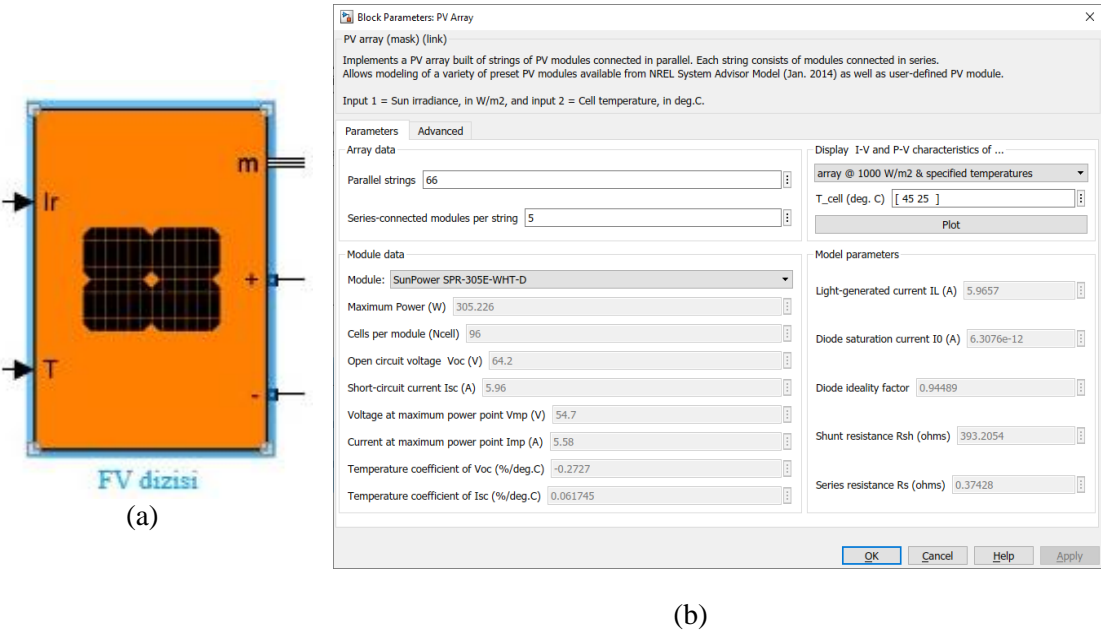 Ir
T
m
+
-
FV dizisi
(a)
Block Parameters: PV Array
PV array (mask) (link)
Implements a PV array built of strings of PV modules connected in parallel. Each string consists of modules connected in series.
Allows modeling of a variety of preset PV modules available from NREL System Advisor Model (Jan. 2014) as well as user-defined PV module.
Input 1 = Sun irradiance, in W/m2, and input 2 = Cell temperature, in deg.C.
Parameters Advanced
Array data
Parallel strings 66
Series-connected modules per string 5
Display I-V and P-V characteristics of ...
array @ 1000 W/m2 & specified temperatures
T_cell (deg. C) [ 45 25 ]
Plot
Module data
Module: SunPower SPR-305E-WHT-D
Maximum Power (W) 305.226
Cells per module (Ncell) 96
Open circuit voltage Voc (V) 64.2
Short-circuit current Isc (A) 5.96
Voltage at maximum power point Vmp (V) 54.7
Current at maximum power point Imp (A) 5.58
Temperature coefficient of Voc (%/deg.C) -0.2727
Temperature coefficient of Isc (%/deg.C) 0.061745
Model parameters
Light-generated current IL (A) 5.9657
Diode saturation current I0 (A) 6.3076e-12
Diode ideality factor 0.94489
Shunt resistance Rsh (ohms) 393.2054
Series resistance Rs (ohms) 0.37428
OK Cancel Help Apply
(b)